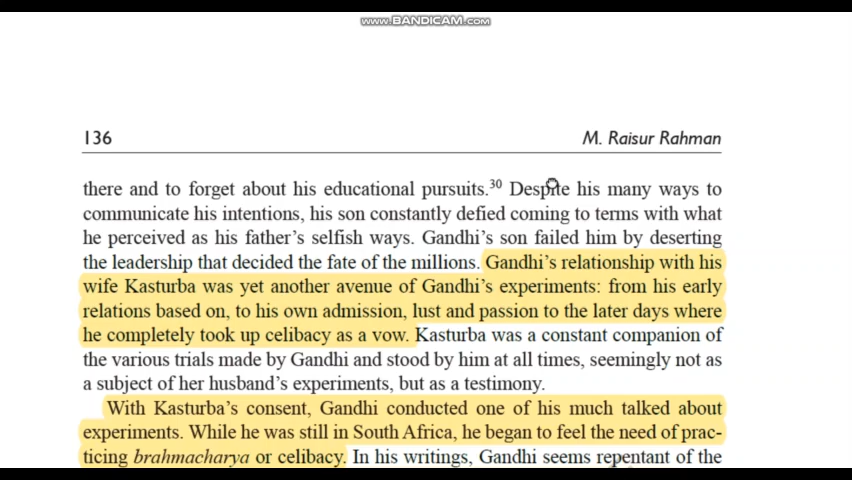 www.BANDICAM.com
136 M. Raisur Rahman
there and to forget about his educational pursuits.30 Despite his many ways to
communicate his intentions, his son constantly defied coming to terms with what
he perceived as his father's selfish ways. Gandhi's son failed him by deserting
the leadership that decided the fate of the millions. Gandhi's relationship with his
wife Kasturba was yet another avenue of Gandhi's experiments: from his early
relations based on, to his own admission, lust and passion to the later days where
he completely took up celibacy as a vow. Kasturba was a constant companion of
the various trials made by Gandhi and stood by him at all times, seemingly not as
a subject of her husband's experiments, but as a testimony.
With Kasturba's consent, Gandhi conducted one of his much talked about
experiments. While he was still in South Africa, he began to feel the need of prac-
ticing brahmacharya or celibacy. In his writings, Gandhi seems repentant of the